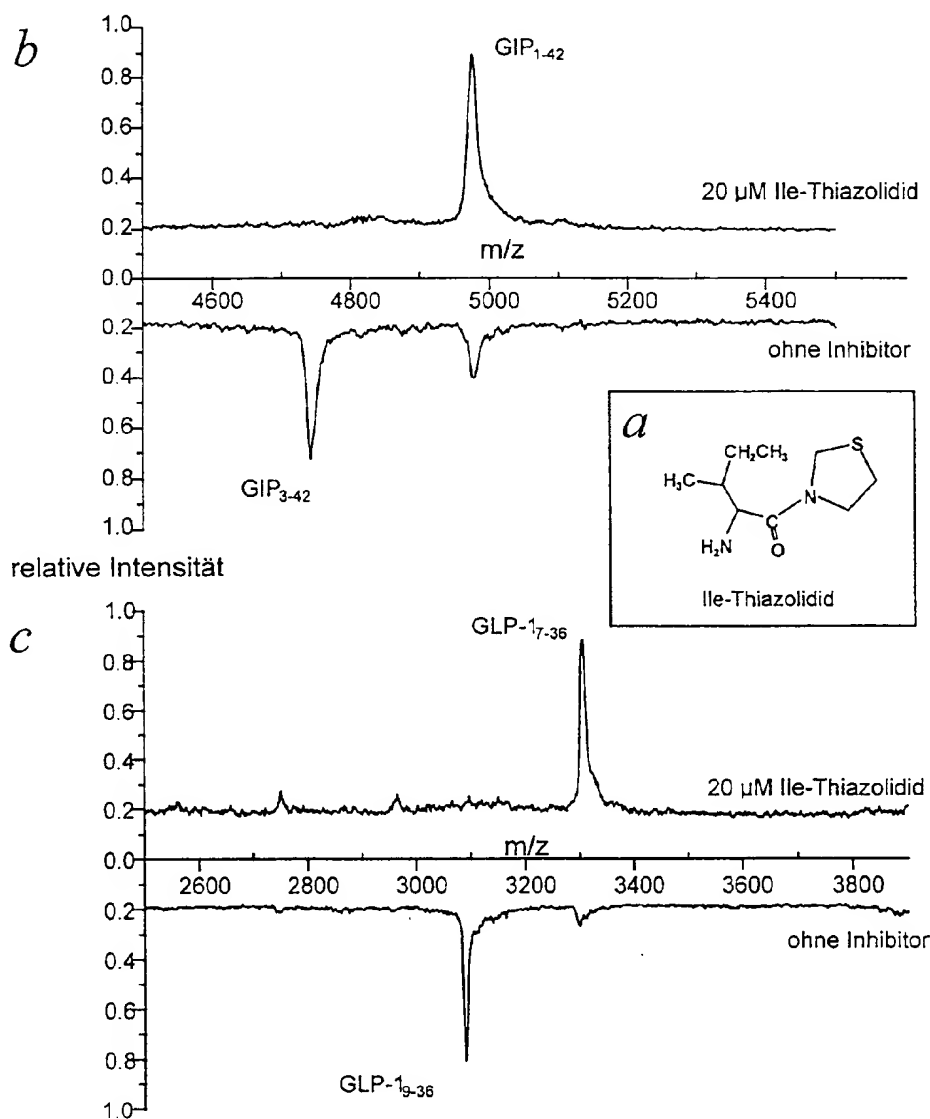 b
1.0
0.8
0.6
0.4
0.2
0.0
GIP1-42
20 µM Ile-Thiazolidid
m/z
4600 4800 5000 5200 5400
0.2
0.4
0.6
0.8
1.0
ohne Inhibitor
GIP3-42
a
CH₂CH₃
H₃C
S
N
C
O
H₂N
Ile-Thiazolidid
relative Intensität
c
1.0
0.8
0.6
0.4
0.2
0.0
GLP-17-36
20 µM Ile-Thiazolidid
m/z
2600 2800 3000 3200 3400 3600 3800
0.2
0.4
0.6
0.8
1.0
ohne Inhibitor
GLP-19-36